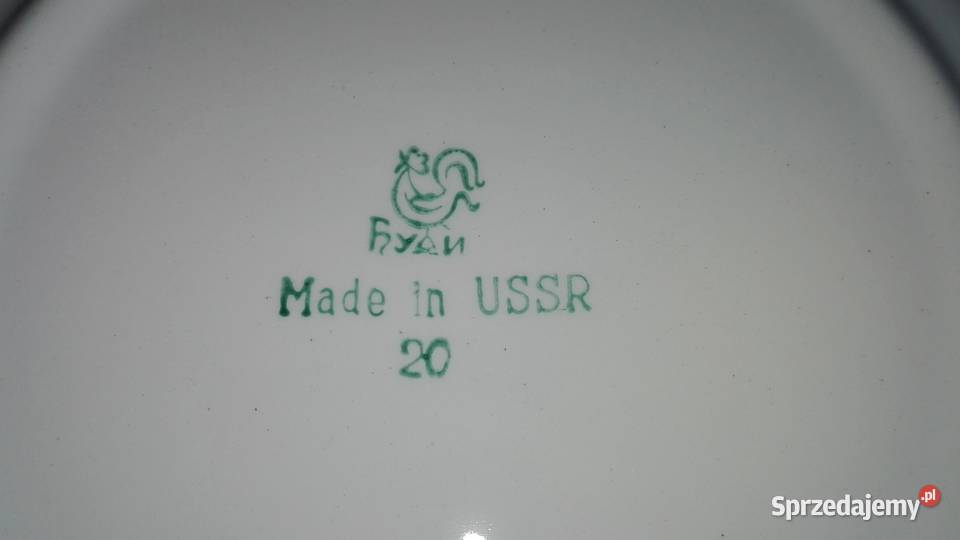 Буди
Made in USSR
20
Sprzedajemy.pl